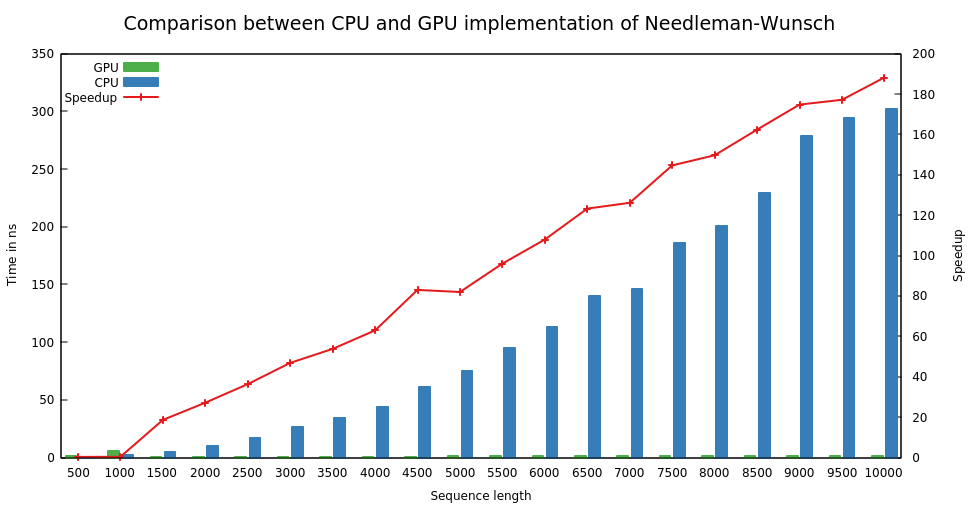 Comparison between CPU and GPU implementation of Needleman-Wunsch
350
300
250
200
150
100
50
0
Time in ns
GPU
CPU
Speedup
200
180
160
140
120
100
80
60
40
20
0
Speedup
500 1000 1500 2000 2500 3000 3500 4000 4500 5000 5500 6000 6500 7000 7500 8000 8500 9000 9500 10000
Sequence length